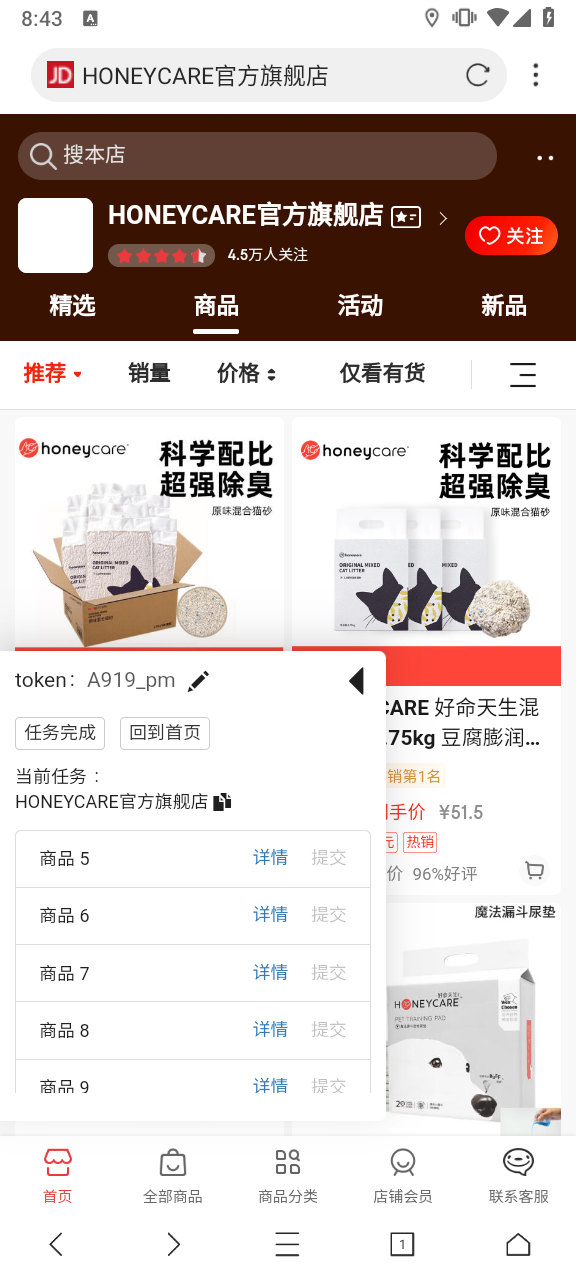 8:43
A
JD HONEYCARE官方旗舰店
搜本店
HONEYCARE官方旗舰店
4.5万人关注
关注
精选 商品 活动 新品
推荐 销量 价格 仅看有货
honeycare
科学配比
超强除臭
原味混合猫砂
honeycare
ORIGINAL MIXED
CAT LITTER
honeycare
科学配比
超强除臭
原味混合猫砂
honeycare
ORIGINAL MIXED
CAT LITTER
token: A919_pm
任务完成 回到首页
当前任务：
HONEYCARE官方旗舰店
商品 5 详情 提交
商品 6 详情 提交
商品 7 详情 提交
商品 8 详情 提交
商品 9 详情 提交
CARE 好命天生混
.75kg 豆腐膨润...
销第1名
手价 ¥51.5
元 热销
价 96%好评
魔法漏斗尿垫
好命天生
HONEYCARE
PET TRAINING PAD
首页 全部商品 商品分类 店铺会员 联系客服
1